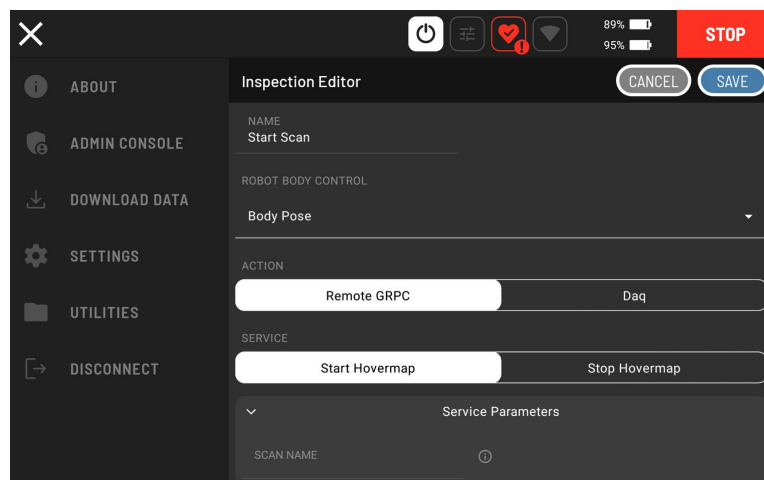 89%
95%
STOP
ABOUT
ADMIN CONSOLE
DOWNLOAD DATA
SETTINGS
UTILITIES
DISCONNECT
Inspection Editor
CANCEL
SAVE
NAME
Start Scan
ROBOT BODY CONTROL
Body Pose
ACTION
Remote GRPC
Daq
SERVICE
Start Hovermap
Stop Hovermap
Service Parameters
SCAN NAME